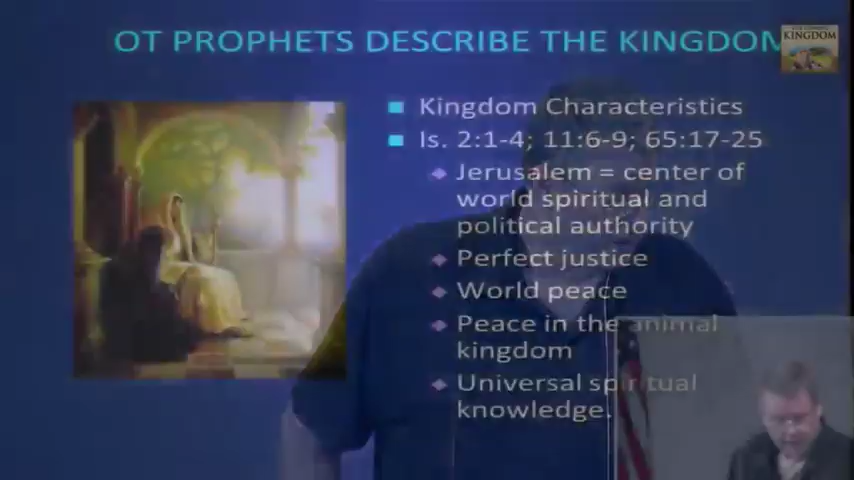 OT PROPHETS DESCRIBE THE KINGDOM
KINGDOM
Kingdom Characteristics
Is. 2:1-4; 11:6-9; 65:17-25
Jerusalem = center of
world spiritual and
political authority
Perfect justice
World peace
Peace in the animal
kingdom
Universal spiritual
knowledge.